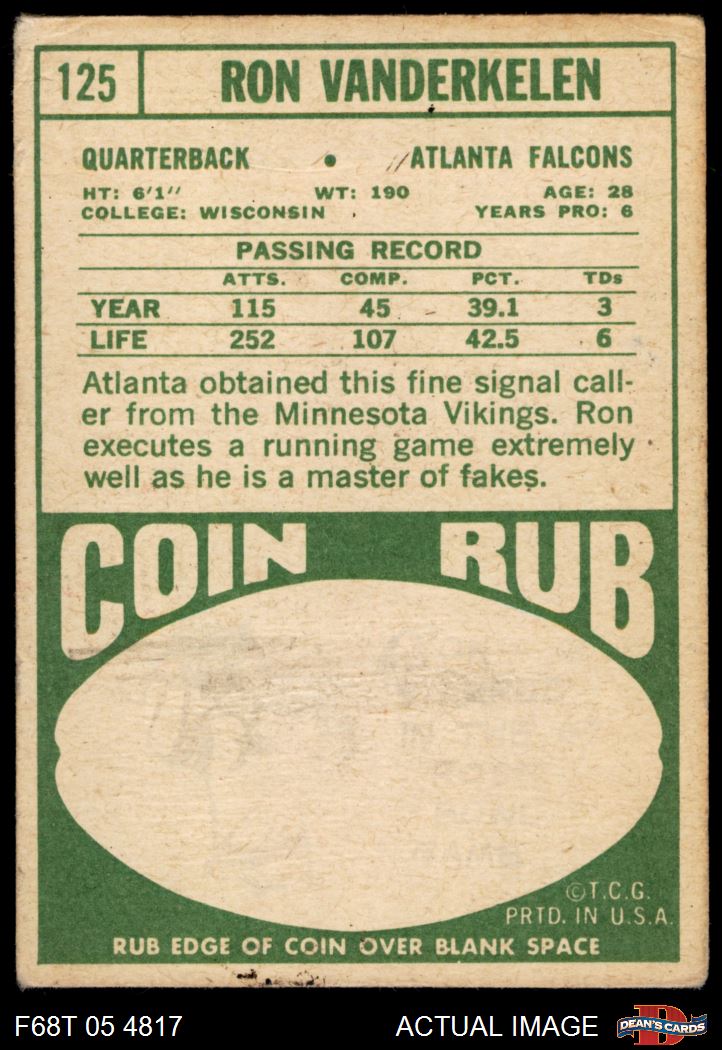 125 RON VANDERKELEN
QUARTERBACK • ATLANTA FALCONS
HT: 6'1" WT: 190 AGE: 28
COLLEGE: WISCONSIN YEARS PRO: 6
PASSING RECORD
ATTS. COMP. PCT. TDs
YEAR 115 45 39.1 3
LIFE 252 107 42.5 6
Atlanta obtained this fine signal call-
er from the Minnesota Vikings. Ron
executes a running game extremely
well as he is a master of fakes.
COIN RUB
©T.C.G.
PRTD. IN U.S.A.
RUB EDGE OF COIN OVER BLANK SPACE
F68T 05 4817 ACTUAL IMAGE D DEAN'S CARDS